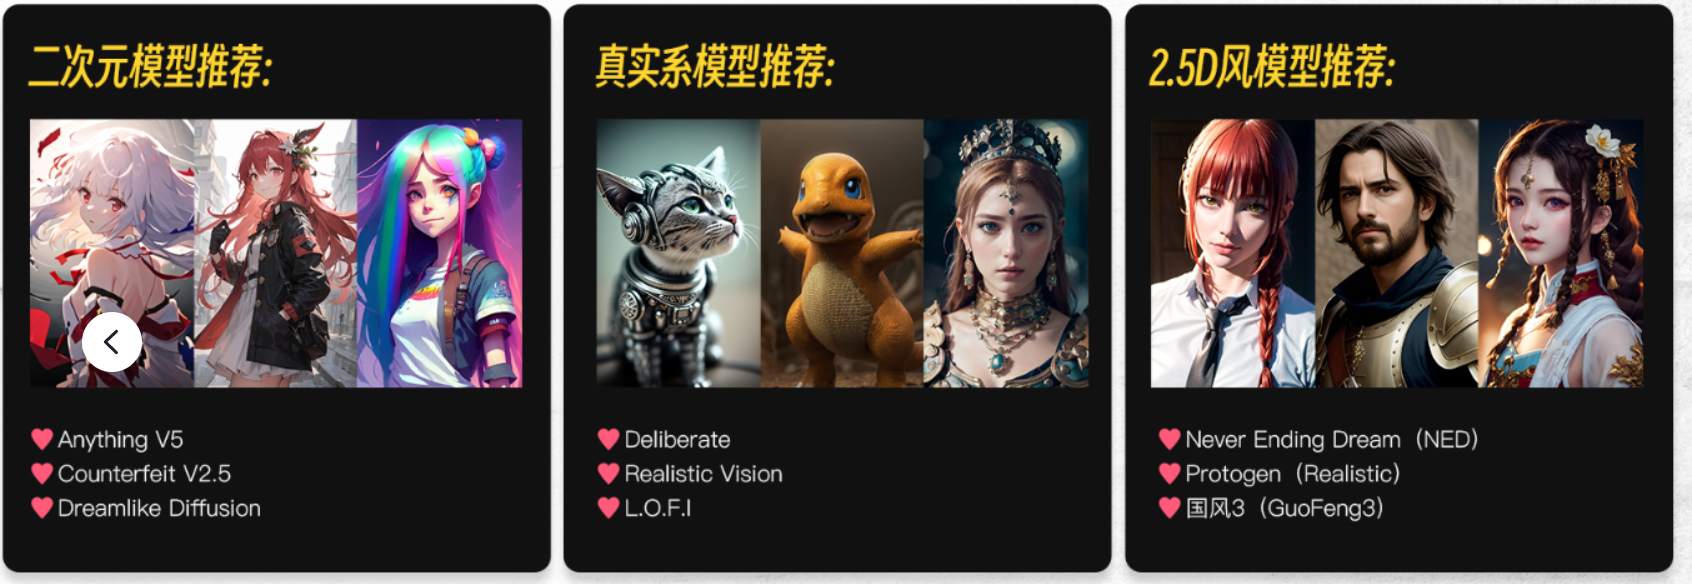 二次元模型推荐:
Anything V5
Counterfeit V2.5
Dreamlike Diffusion
真实系模型推荐:
Deliberate
Realistic Vision
L.O.F.I
2.5D风模型推荐:
Never Ending Dream（NED）
Protogen（Realistic）
国风3（GuoFeng3）